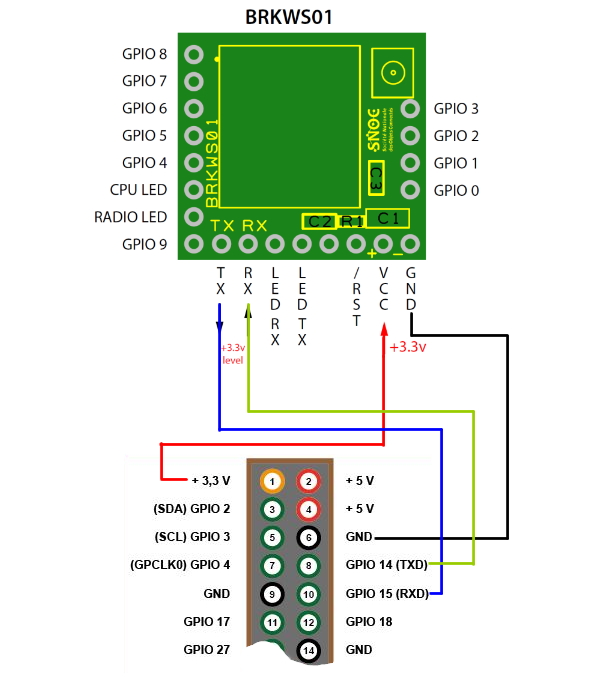 BRKWS01
GPIO 8
GPIO 7
GPIO 6
GPIO 5
GPIO 4
CPU LED
RADIO LED
GPIO 9
GPIO 3
GPIO 2
GPIO 1
GPIO 0
BRKWS01
SNOC
C3
TX RX
C2
R1
C1
+
–
TX
RX
LED RX
LED TX
/RST
VCC
GND
+3.3v
level
+3.3v
+ 3,3 V
1
2
+ 5 V
(SDA) GPIO 2
3
4
+ 5 V
(SCL) GPIO 3
5
6
GND
(GPCLK0) GPIO 4
7
8
GPIO 14 (TXD)
GND
9
10
GPIO 15 (RXD)
GPIO 17
11
12
GPIO 18
GPIO 27
14
GND